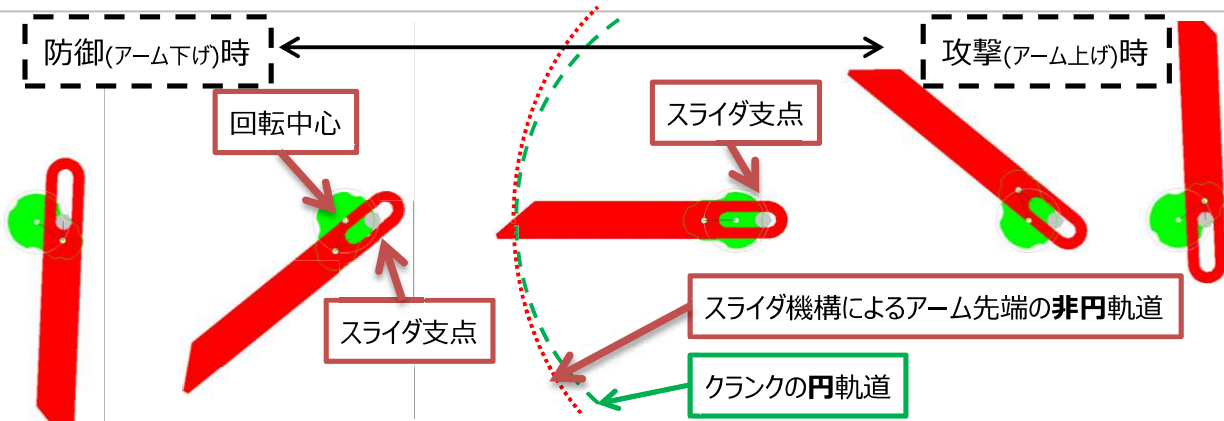 防御(アーム下げ)時
攻撃(アーム上げ)時
回転中心
スライダ支点
スライダ支点
スライダ機構によるアーム先端の非円軌道
クランクの円軌道